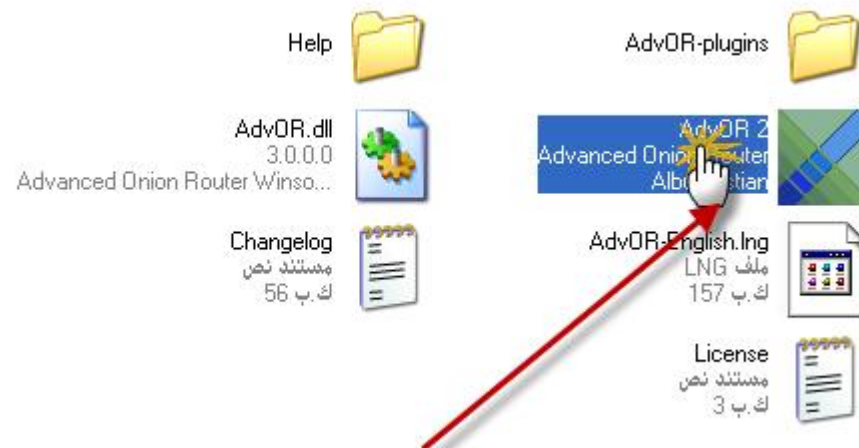 AdvOR-plugins
Help
AdvOR 2
Advanced Onion Router
Albu Cristian
AdvOR.dll
3.0.0.0
Advanced Onion Router Winso...
AdvOR-English.lng
ملف LNG
157 ك.ب
Changelog
مستند نص
56 ك.ب
License
مستند نص
3 ك.ب